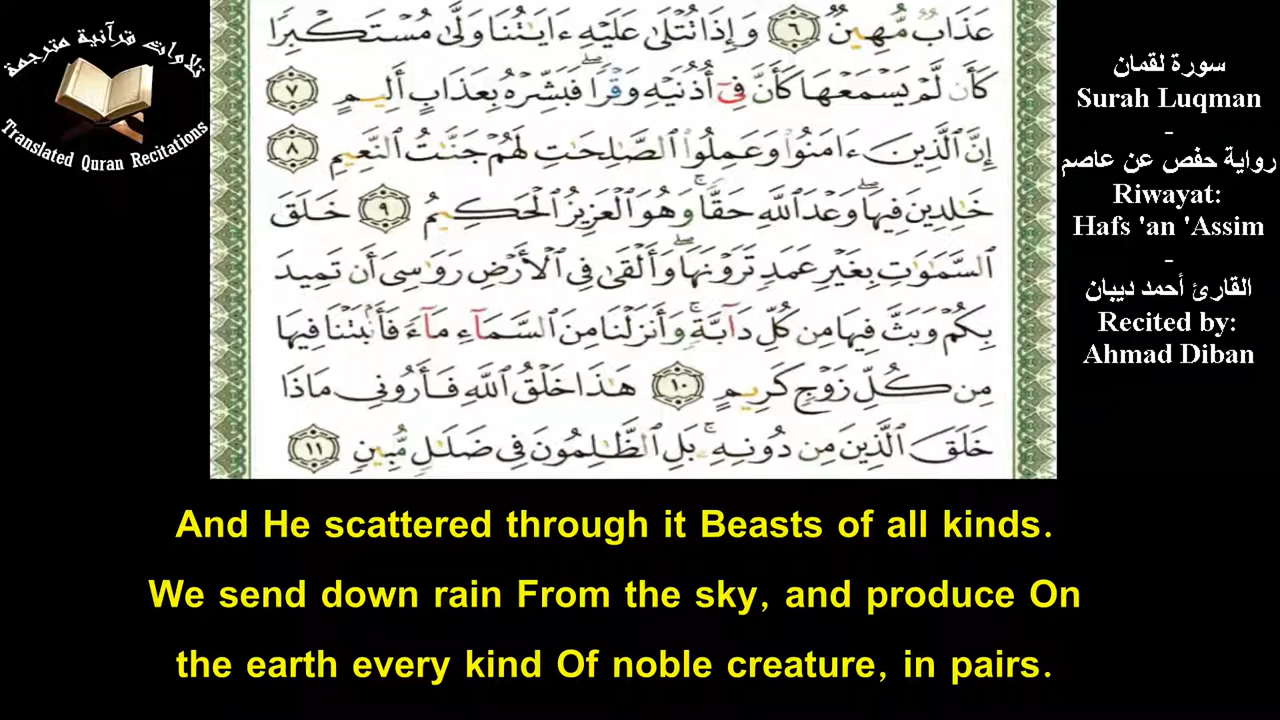 تلاوات قرآنية مترجمة
Translated Quran Recitations
عَذَابٌ مُّهِينٌ ٦ وَإِذَا تُتْلَىٰ عَلَيْهِ ءَايَـٰتُنَا وَلَّىٰ مُسْتَكْبِرًا
كَأَن لَّمْ يَسْمَعْهَا كَأَنَّ فِىٓ أُذُنَيْهِ وَقْرًا ۖ فَبَشِّرْهُ بِعَذَابٍ أَلِيمٍ ٧
إِنَّ ٱلَّذِينَ ءَامَنُوا۟ وَعَمِلُوا۟ ٱلصَّـٰلِحَـٰتِ لَهُمْ جَنَّـٰتُ ٱلنَّعِيمِ ٨
خَـٰلِدِينَ فِيهَا ۖ وَعْدَ ٱللَّهِ حَقًّا ۚ وَهُوَ ٱلْعَزِيزُ ٱلْحَكِيمُ ٩ خَلَقَ
ٱلسَّمَـٰوَٰتِ بِغَيْرِ عَمَدٍ تَرَوْنَهَا ۖ وَأَلْقَىٰ فِى ٱلْأَرْضِ رَوَٰسِىَ أَن تَمِيدَ
بِكُمْ وَبَثَّ فِيهَا مِن كُلِّ دَآبَّةٍ ۚ وَأَنزَلْنَا مِنَ ٱلسَّمَآءِ مَآءً فَأَنۢبَتْنَا فِيهَا
مِن كُلِّ زَوْجٍ كَرِيمٍ ١٠ هَـٰذَا خَلْقُ ٱللَّهِ فَأَرُونِى مَاذَا
خَلَقَ ٱلَّذِينَ مِن دُونِهِۦ ۚ بَلِ ٱلظَّـٰلِمُونَ فِى ضَلَـٰلٍ مُّبِينٍ ١١
سورة لقمان
Surah Luqman
-
رواية حفص عن عاصم
Riwayat:
Hafs 'an 'Assim
-
القارئ أحمد ديبان
Recited by:
Ahmad Diban
And He scattered through it Beasts of all kinds.
We send down rain From the sky, and produce On
the earth every kind Of noble creature, in pairs.